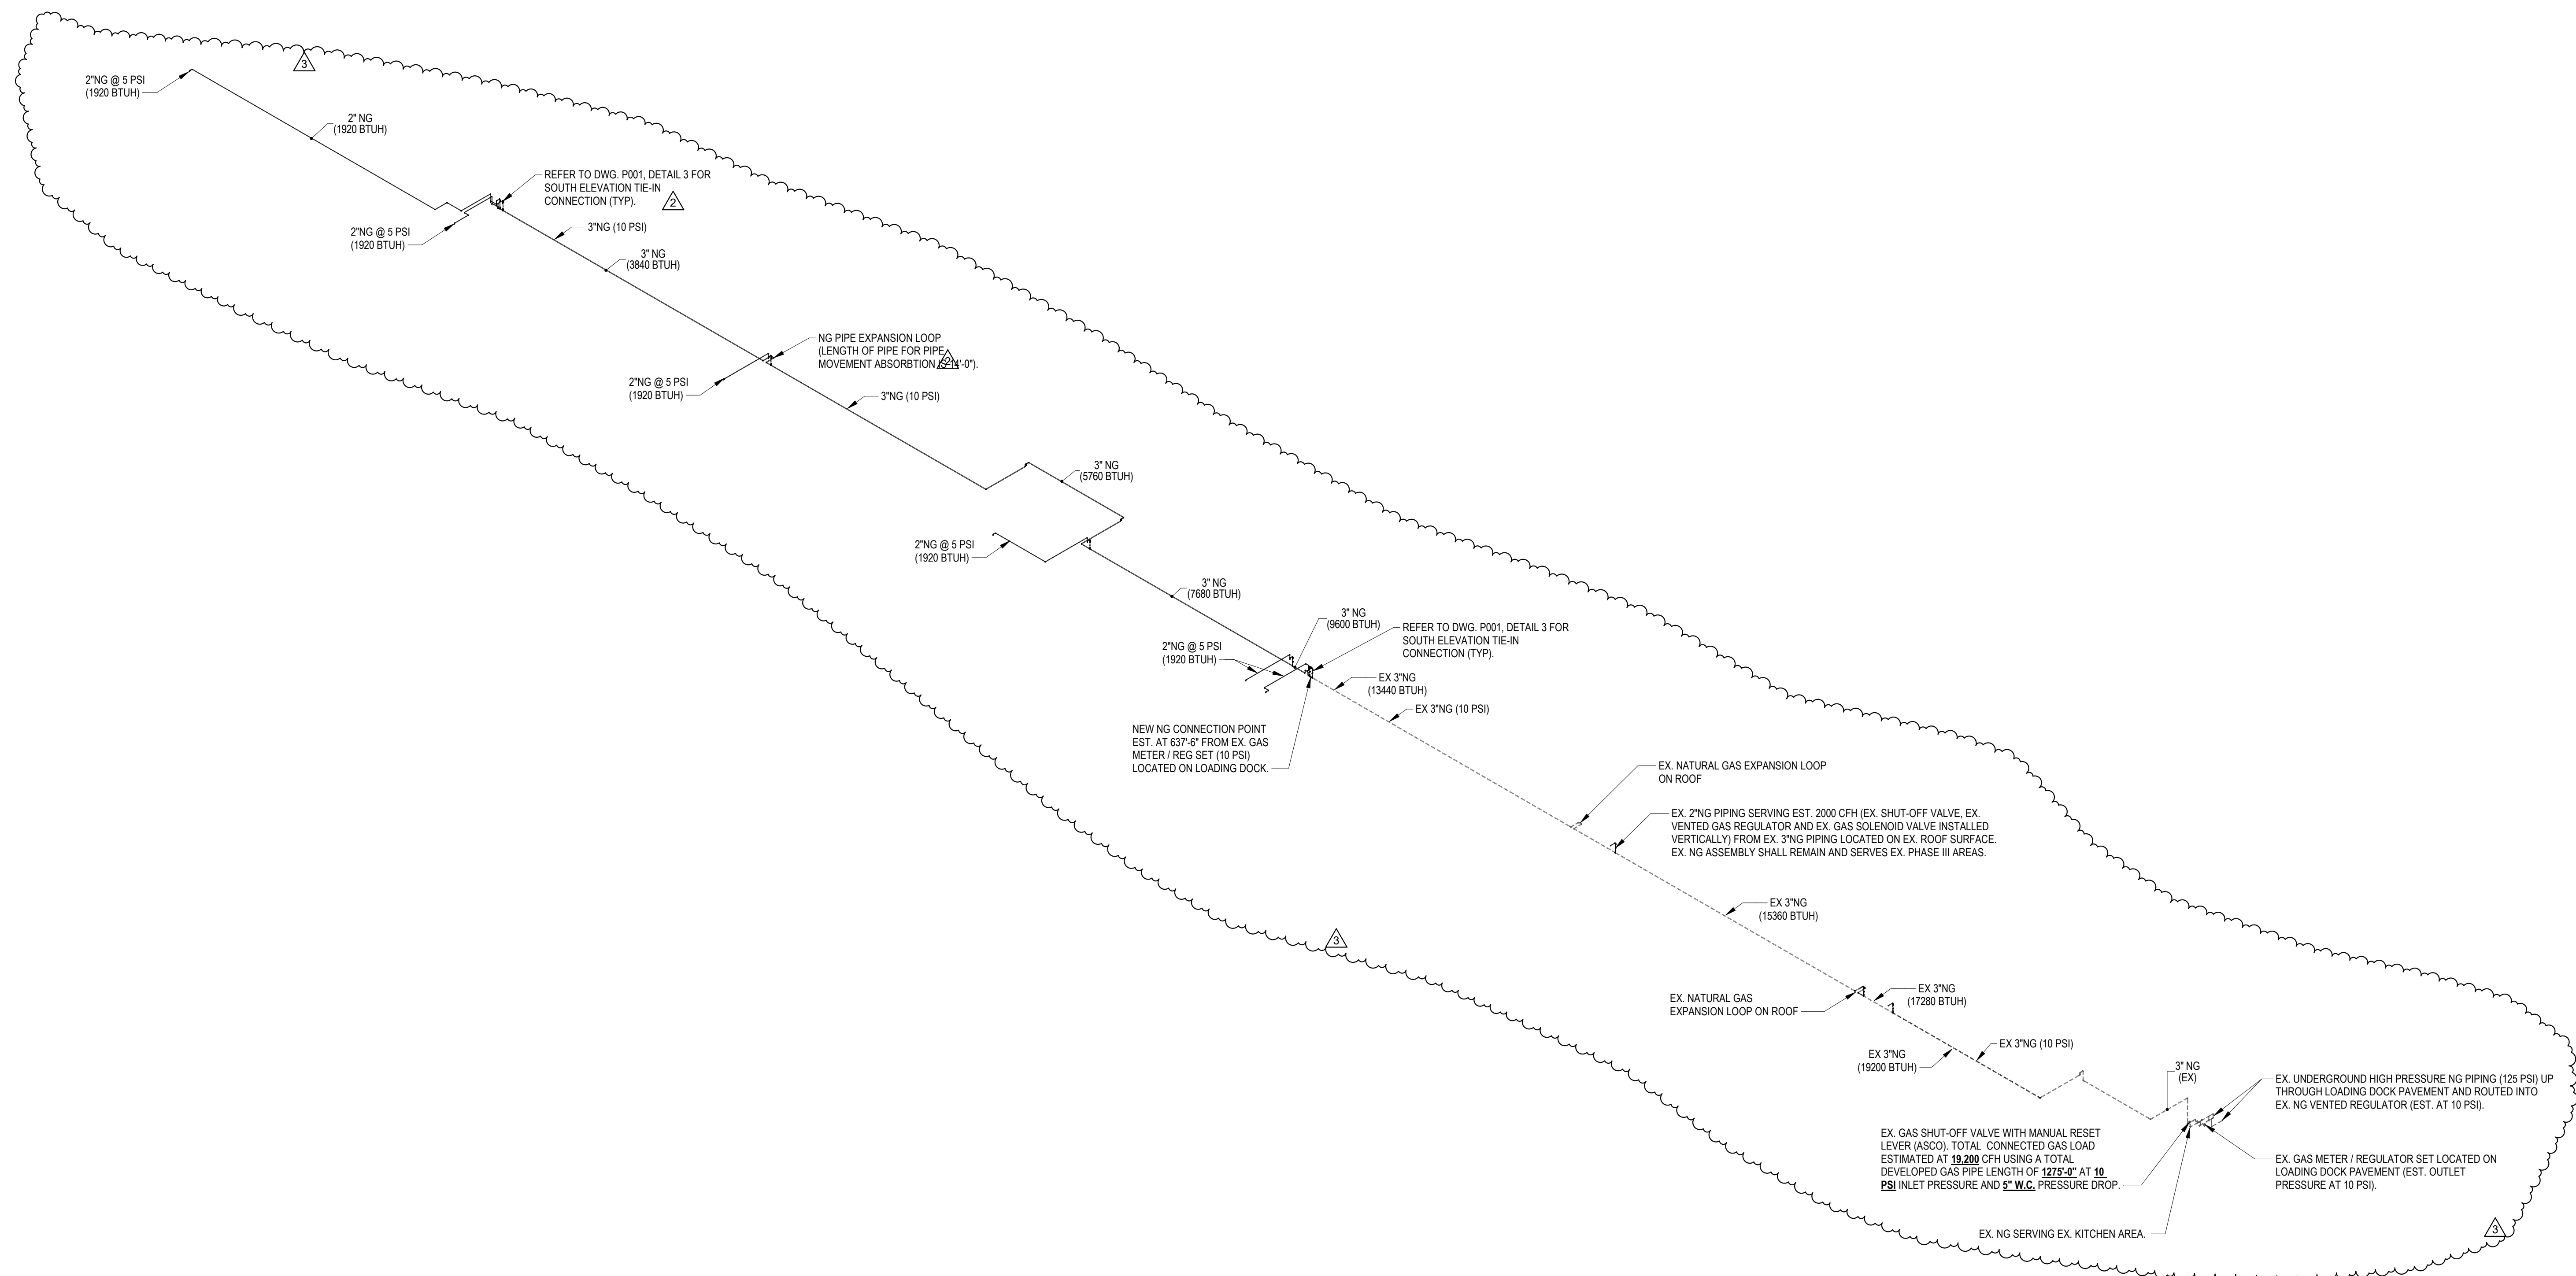 3
2"NG @ 5 PSI
(1920 BTUH)
2" NG
(1920 BTUH)
REFER TO DWG. P001, DETAIL 3 FOR
SOUTH ELEVATION TIE-IN
CONNECTION (TYP).
2
2"NG @ 5 PSI
(1920 BTUH)
3"NG (10 PSI)
3" NG
(3840 BTUH)
NG PIPE EXPANSION LOOP
(LENGTH OF PIPE FOR PIPE
MOVEMENT ABSORBTION IS 14'-0").
2
2"NG @ 5 PSI
(1920 BTUH)
3"NG (10 PSI)
3" NG
(5760 BTUH)
2"NG @ 5 PSI
(1920 BTUH)
3" NG
(7680 BTUH)
3" NG
(9600 BTUH)
REFER TO DWG. P001, DETAIL 3 FOR
SOUTH ELEVATION TIE-IN
CONNECTION (TYP).
2"NG @ 5 PSI
(1920 BTUH)
EX 3"NG
(13440 BTUH)
EX 3"NG (10 PSI)
NEW NG CONNECTION POINT
EST. AT 637'-6" FROM EX. GAS
METER / REG SET (10 PSI)
LOCATED ON LOADING DOCK.
EX. NATURAL GAS EXPANSION LOOP
ON ROOF
EX. 2"NG PIPING SERVING EST. 2000 CFH (EX. SHUT-OFF VALVE, EX.
VENTED GAS REGULATOR AND EX. GAS SOLENOID VALVE INSTALLED
VERTICALLY) FROM EX. 3"NG PIPING LOCATED ON EX. ROOF SURFACE.
EX. NG ASSEMBLY SHALL REMAIN AND SERVES EX. PHASE III AREAS.
EX 3"NG
(15360 BTUH)
3
EX. NATURAL GAS
EXPANSION LOOP ON ROOF
EX 3"NG
(17280 BTUH)
EX 3"NG
(19200 BTUH)
EX 3"NG (10 PSI)
3" NG
(EX)
EX. UNDERGROUND HIGH PRESSURE NG PIPING (125 PSI) UP
THROUGH LOADING DOCK PAVEMENT AND ROUTED INTO
EX. NG VENTED REGULATOR (EST. AT 10 PSI).
EX. GAS SHUT-OFF VALVE WITH MANUAL RESET
LEVER (ASCO). TOTAL CONNECTED GAS LOAD
ESTIMATED AT 19,200 CFH USING A TOTAL
DEVELOPED GAS PIPE LENGTH OF 1275'-0" AT 10
PSI INLET PRESSURE AND 5" W.C. PRESSURE DROP.
EX. GAS METER / REGULATOR SET LOCATED ON
LOADING DOCK PAVEMENT (EST. OUTLET
PRESSURE AT 10 PSI).
EX. NG SERVING EX. KITCHEN AREA.
3